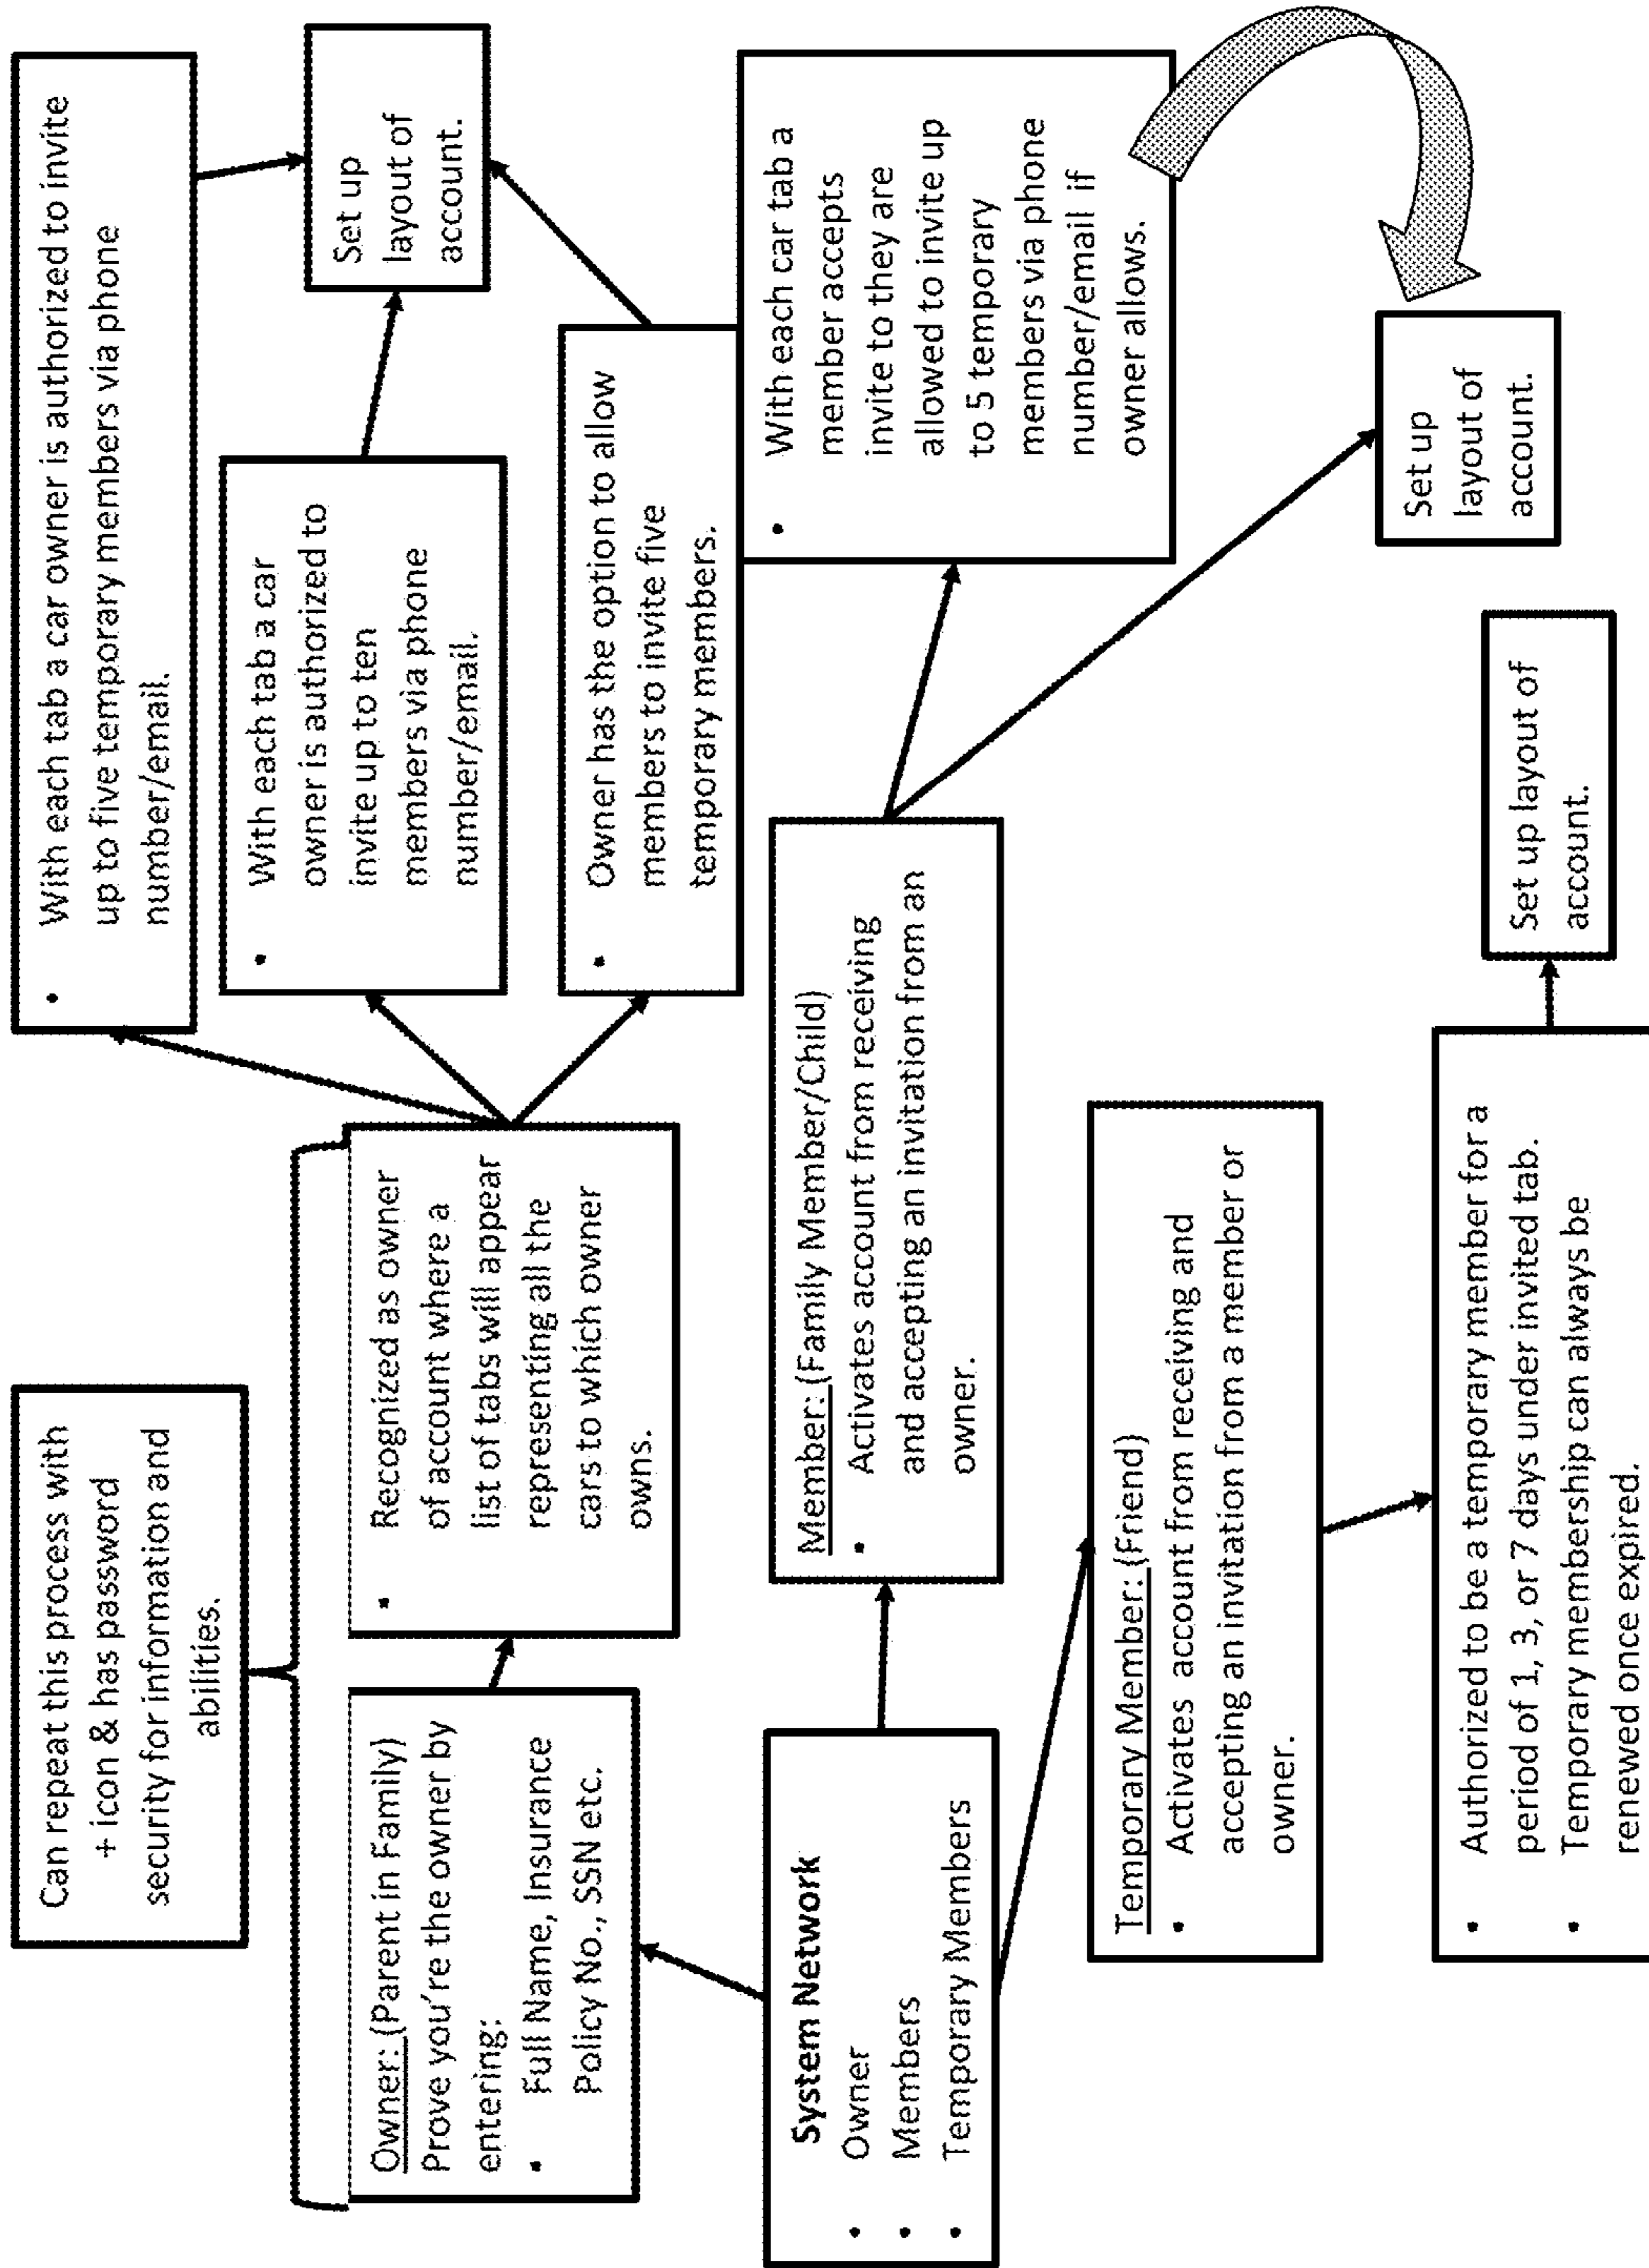 Can repeat this process with
+ icon & has password
security for information and
abilities.
Owner: (Parent in Family)
Prove you're the owner by
entering:
• Full Name, Insurance
Policy No., SSN etc.
• Recognized as owner
of account where a
list of tabs will appear
representing all the
cars to which owner
owns.
• With each tab a car owner is authorized to invite
up to five temporary members via phone
number/email.
• With each tab a car
owner is authorized to
invite up to ten
members via phone
number/email.
• Owner has the option to allow
members to invite five
temporary members.
Set up
layout of
account.
System Network
• Owner
• Members
• Temporary Members
Member: (Family Member/Child)
• Activates account from receiving
and accepting an invitation from an
owner.
• With each car tab a
member accepts
invite to they are
allowed to invite up
to 5 temporary
members via phone
number/email if
owner allows.
Set up
layout of
account.
Temporary Member: (Friend)
• Activates account from receiving and
accepting an invitation from a member or
owner.
• Authorized to be a temporary member for a
period of 1, 3, or 7 days under invited tab.
• Temporary membership can always be
renewed once expired.
Set up layout of
account.